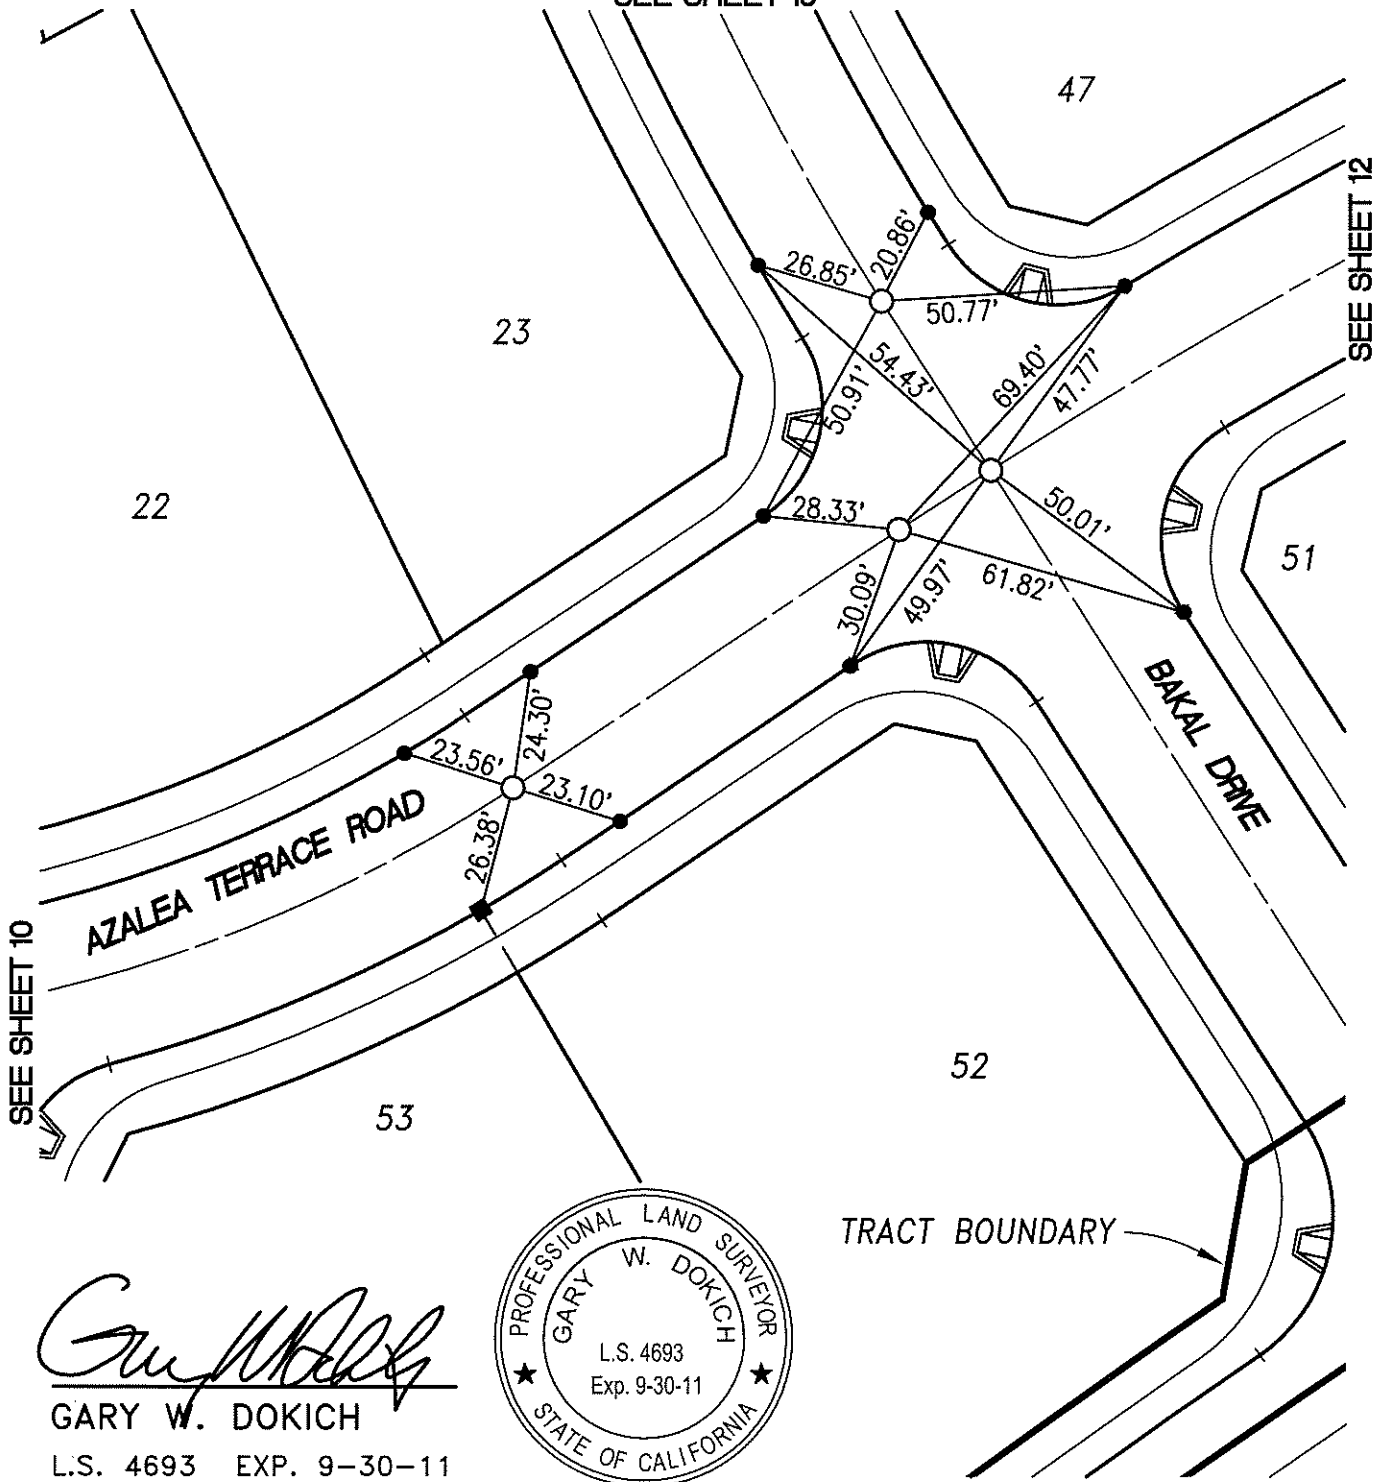 SEE SHEET 13
47
SEE SHEET 12
20.86'
26.85'
50.77'
23
54.43'
69.40'
47.77'
50.91'
22
28.33'
50.01'
51
30.09'
49.97'
61.82'
24.30'
23.56'
23.10'
26.38'
BAKAL DRIVE
AZALEA TERRACE ROAD
SEE SHEET 10
52
53
TRACT BOUNDARY
PROFESSIONAL LAND SURVEYOR
GARY W. DOKICH
L.S. 4693
Exp. 9-30-11
STATE OF CALIFORNIA
GARY W. DOKICH
L.S. 4693 EXP. 9-30-11